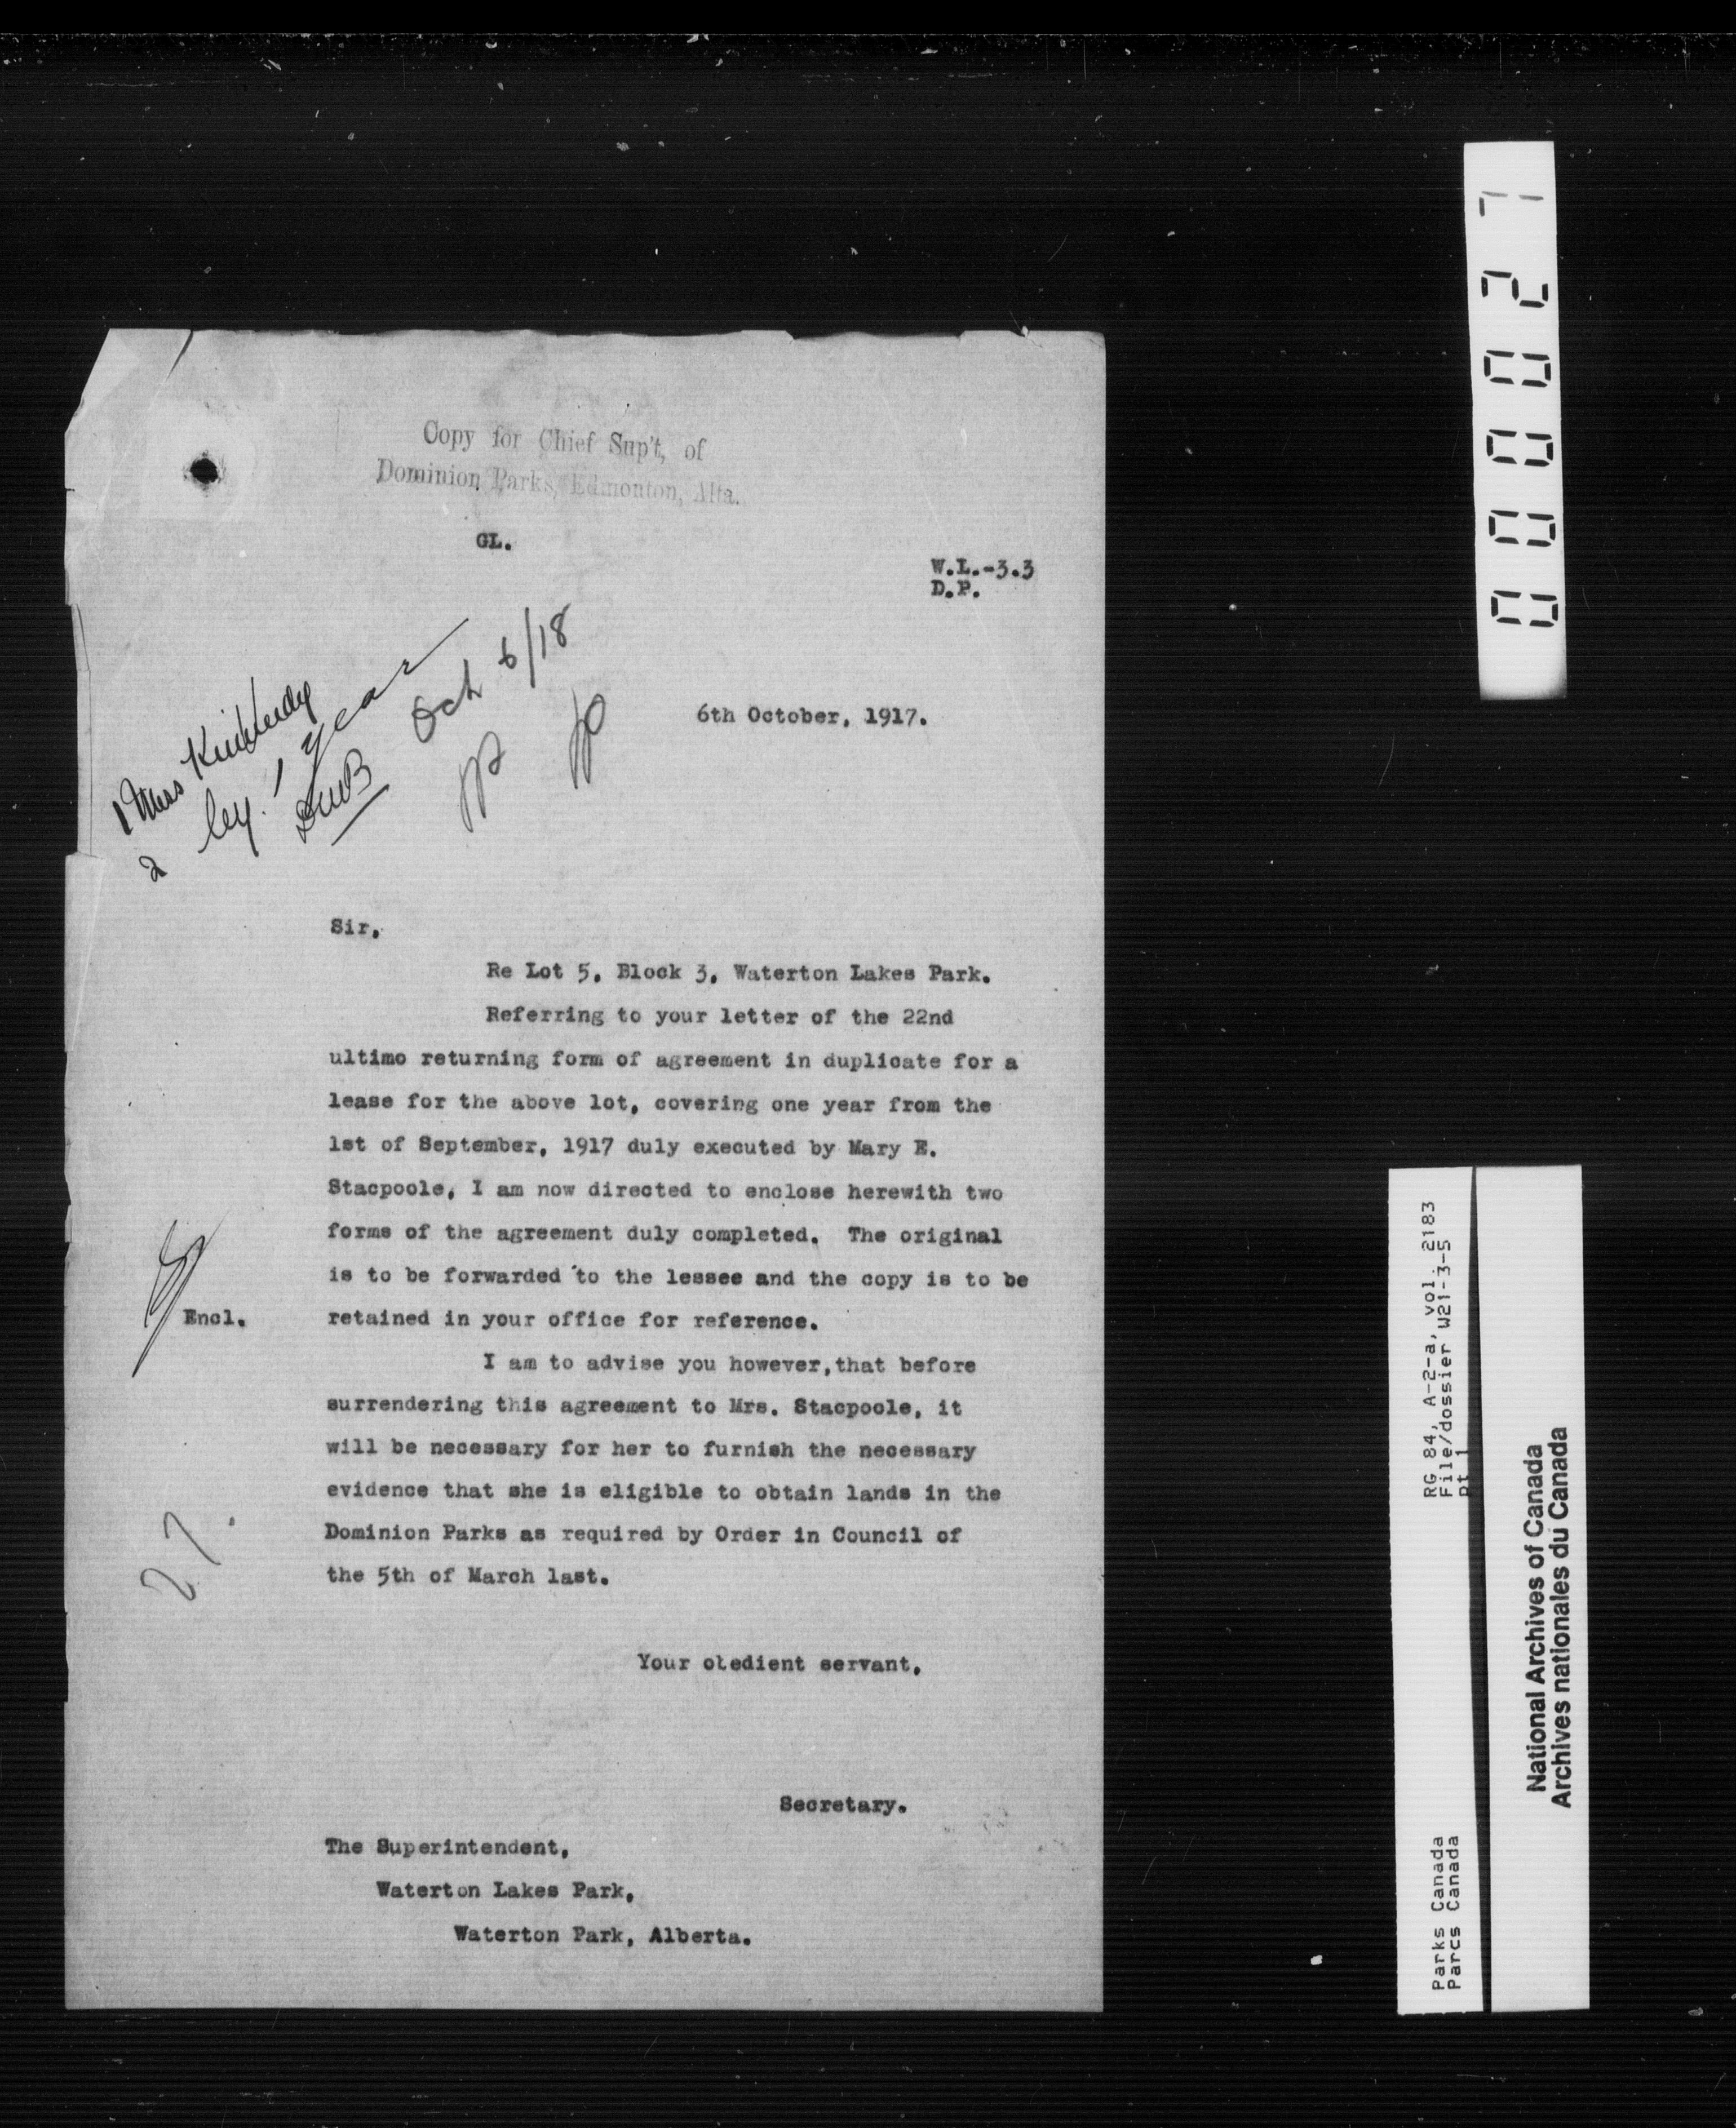 Copy for Chief Sup't, of
Dominion Parks, Edmonton, Alta.
GL.
W.L.-3.3
D.P.
1 Miss
2
1 year
DWB
Oct 6/18
6th October, 1917.
Sir,
Re Lot 5, Block 3, Waterton Lakes Park.
Referring to your letter of the 22nd
ultimo returning form of agreement in duplicate for a
lease for the above lot, covering one year from the
1st of September, 1917 duly executed by Mary E.
Stacpoole, I am now directed to enclose herewith two
forms of the agreement duly completed. The original
is to be forwarded to the lessee and the copy is to be
Encl. retained in your office for reference.
I am to advise you however, that before
surrendering this agreement to Mrs. Stacpoole, it
will be necessary for her to furnish the necessary
evidence that she is eligible to obtain lands in the
Dominion Parks as required by Order in Council of
the 5th of March last.
27.
Your obedient servant,
Secretary.
The Superintendent,
Waterton Lakes Park,
Waterton Park, Alberta.
000027
RG 84, A-2-a, vol. 2183
File/dossier W21-3-5
pt 1
Parks Canada
Parcs Canada
National Archives of Canada
Archives nationales du Canada